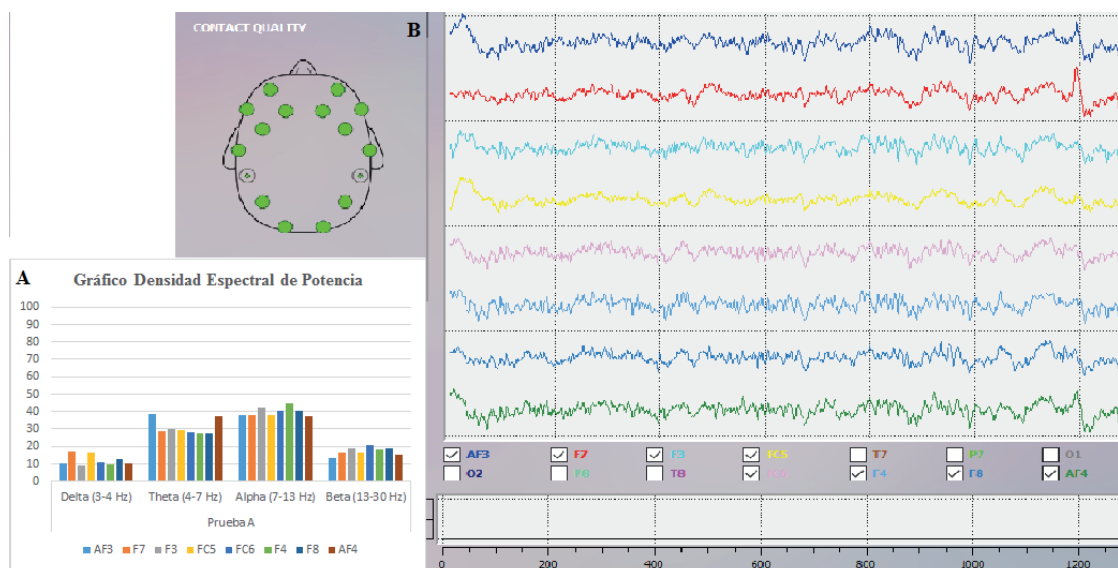 CONTACT QUALITY
B
AF3 F7 F3 FC5 T7 P7 O1
O2 P8 T8 F4 F8 AF4
0 200 400 600 800 1000 1200
A
Gráfico Densidad Espectral de Potencia
100
90
80
70
60
50
40
30
20
10
0
Delta (3-4 Hz) Theta (4-7 Hz) Alpha (7-13 Hz) Beta (13-30 Hz)
Prueba A
AF3 F7 F3 FC5 FC6 F4 F8 AF4